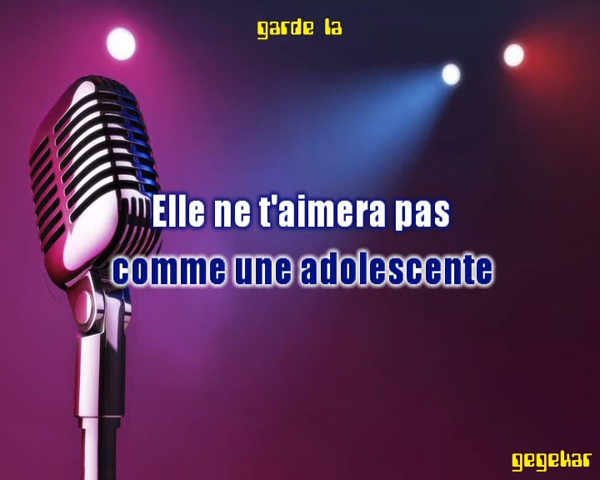 garde la
Elle ne t'aimera pas
comme une adolescente
gegekar